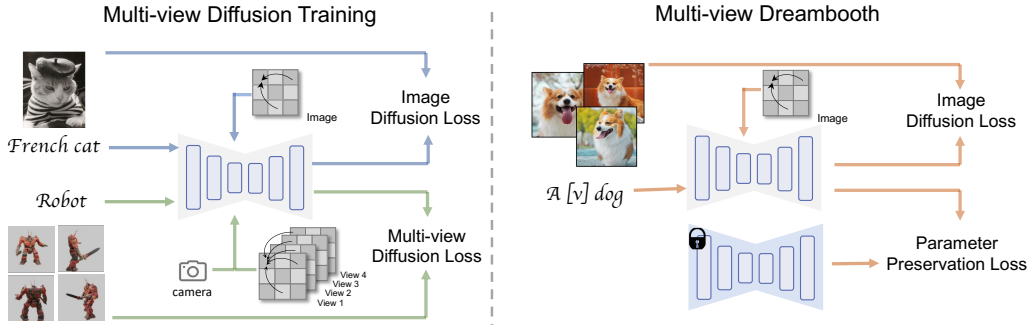 Multi-view Diffusion Training
French cat
Robot
Image
Image
Diffusion Loss
Multi-view
Diffusion Loss
camera
View 4
View 3
View 2
View 1
Multi-view Dreambooth
A [v] dog
Image
Image
Diffusion Loss
Parameter
Preservation Loss